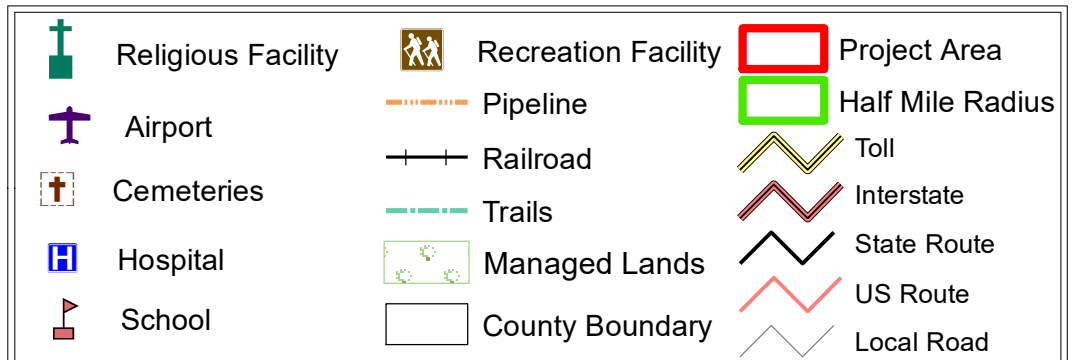 Religious Facility
Airport
Cemeteries
H Hospital
School
Recreation Facility
Pipeline
Railroad
Trails
Managed Lands
County Boundary
Project Area
Half Mile Radius
Toll
Interstate
State Route
US Route
Local Road